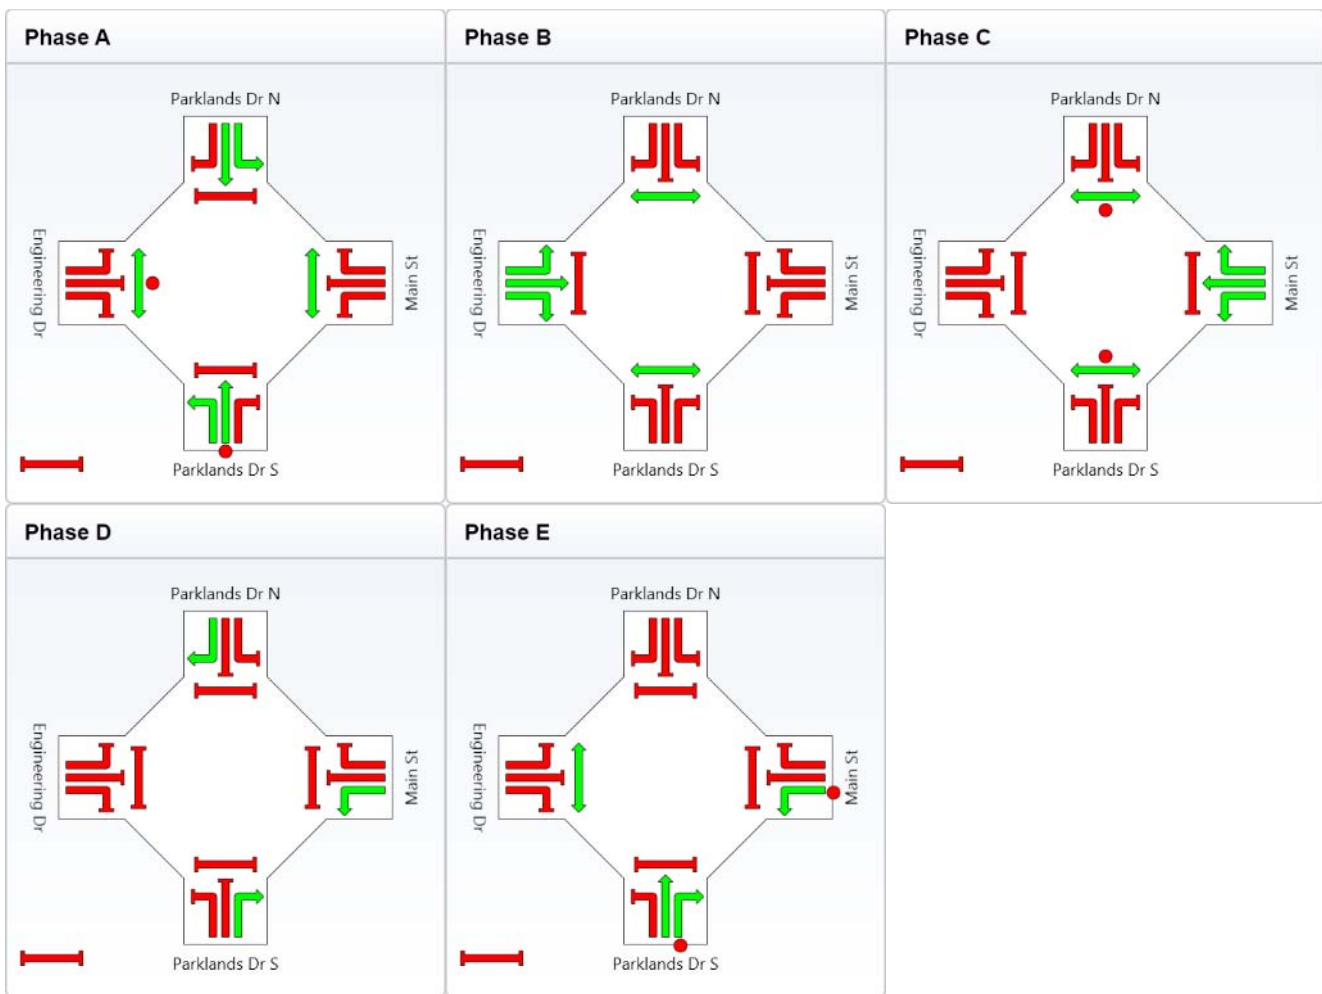 Phase A
Parklands Dr N
Engineering Dr
Main St
Parklands Dr S
Phase B
Parklands Dr N
Engineering Dr
Main St
Parklands Dr S
Phase C
Parklands Dr N
Engineering Dr
Main St
Parklands Dr S
Phase D
Parklands Dr N
Engineering Dr
Main St
Parklands Dr S
Phase E
Parklands Dr N
Engineering Dr
Main St
Parklands Dr S